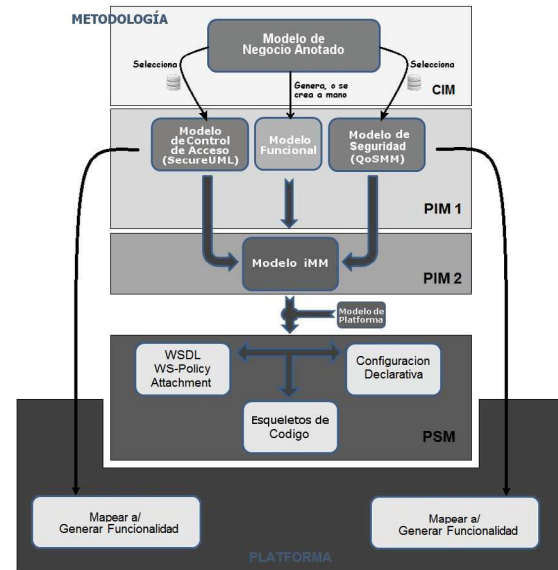 METODOLOGÍA
Modelo de
Negocio Anotado
Selecciona
Genera, o se
crea a mano
Selecciona
CIM
Modelo
de Control
de Acceso
(SecureUML)
Modelo
Funcional
Modelo de
Seguridad
(QoSMM)
PIM 1
Modelo iMM
PIM 2
Modelo de
Platforma
WSDL
WS-Policy
Attachment
Configuracion
Declarativa
Esqueletos de
Codigo
PSM
Mapear a/
Generar Funcionalidad
Mapear a/
Generar Funcionalidad
PLATFORMA